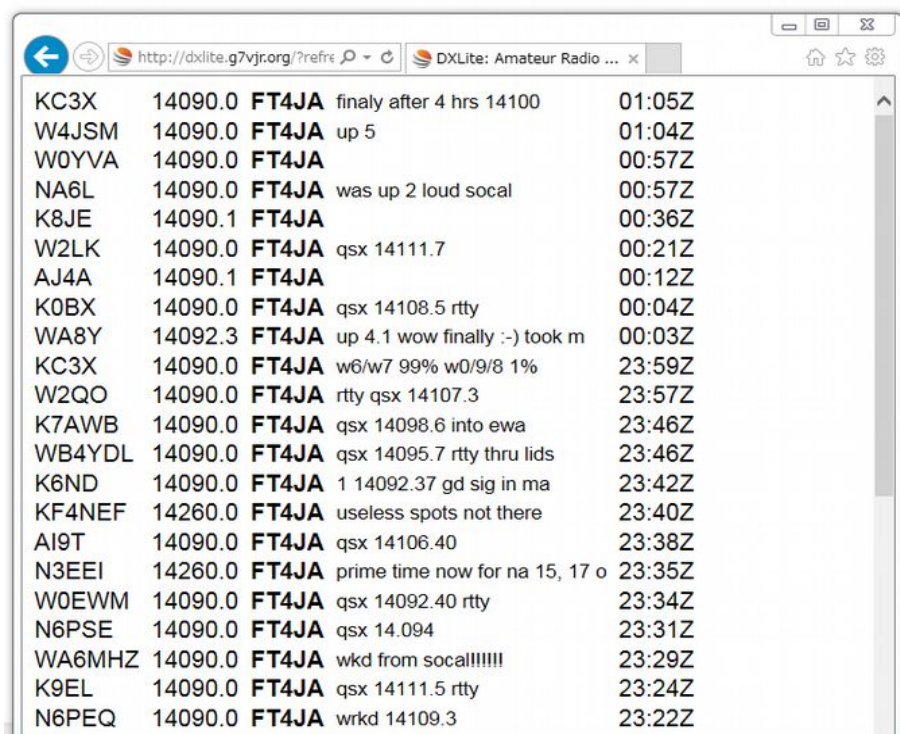 http://dxlite.g7vjr.org/?refre
DXLite: Amateur Radio ...
KC3X 14090.0 FT4JA finaly after 4 hrs 14100 01:05Z
W4JSM 14090.0 FT4JA up 5 01:04Z
W0YVA 14090.0 FT4JA 00:57Z
NA6L 14090.0 FT4JA was up 2 loud socal 00:57Z
K8JE 14090.1 FT4JA 00:36Z
W2LK 14090.0 FT4JA qsx 14111.7 00:21Z
AJ4A 14090.1 FT4JA 00:12Z
K0BX 14090.0 FT4JA qsx 14108.5 rtty 00:04Z
WA8Y 14092.3 FT4JA up 4.1 wow finally :-) took m 00:03Z
KC3X 14090.0 FT4JA w6/w7 99% w0/9/8 1% 23:59Z
W2QO 14090.0 FT4JA rtty qsx 14107.3 23:57Z
K7AWB 14090.0 FT4JA qsx 14098.6 into ewa 23:46Z
WB4YDL 14090.0 FT4JA qsx 14095.7 rtty thru lids 23:46Z
K6ND 14090.0 FT4JA 1 14092.37 gd sig in ma 23:42Z
KF4NEF 14260.0 FT4JA useless spots not there 23:40Z
AI9T 14090.0 FT4JA qsx 14106.40 23:38Z
N3EEI 14260.0 FT4JA prime time now for na 15, 17 o 23:35Z
W0EWM 14090.0 FT4JA qsx 14092.40 rtty 23:34Z
N6PSE 14090.0 FT4JA qsx 14.094 23:31Z
WA6MHZ 14090.0 FT4JA wkd from socal!!!!!!! 23:29Z
K9EL 14090.0 FT4JA qsx 14111.5 rtty 23:24Z
N6PEQ 14090.0 FT4JA wrkd 14109.3 23:22Z